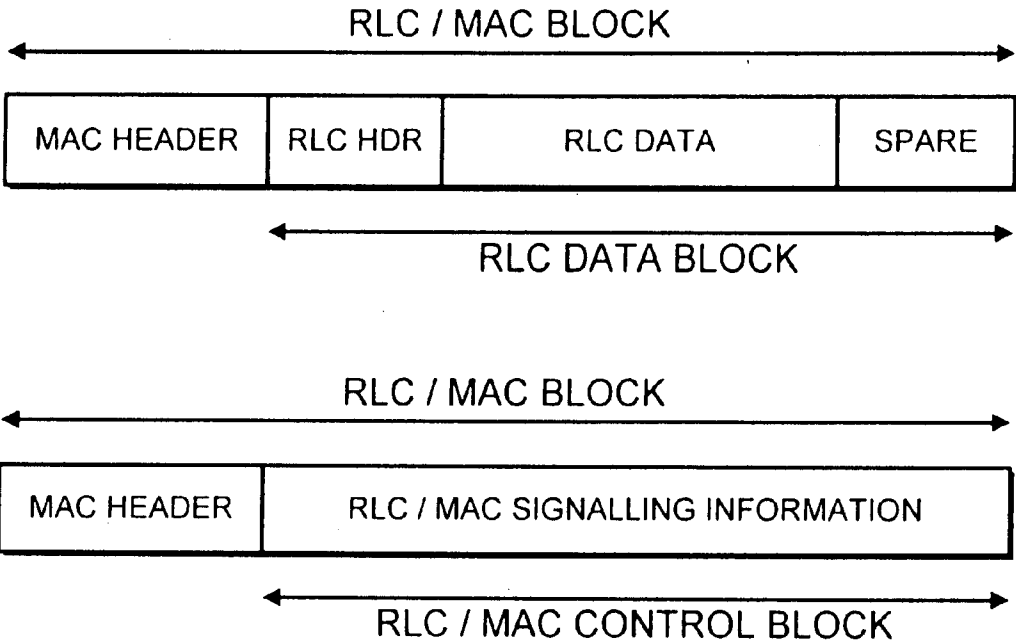 RLC / MAC BLOCK
MAC HEADER RLC HDR RLC DATA SPARE
RLC DATA BLOCK
RLC / MAC BLOCK
MAC HEADER RLC / MAC SIGNALLING INFORMATION
RLC / MAC CONTROL BLOCK